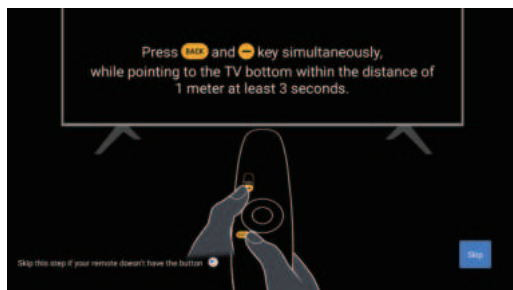 Press BACK and − key simultaneously,
while pointing to the TV bottom within the distance of
1 meter at least 3 seconds.
Skip this step if your remote doesn't have the button
Skip